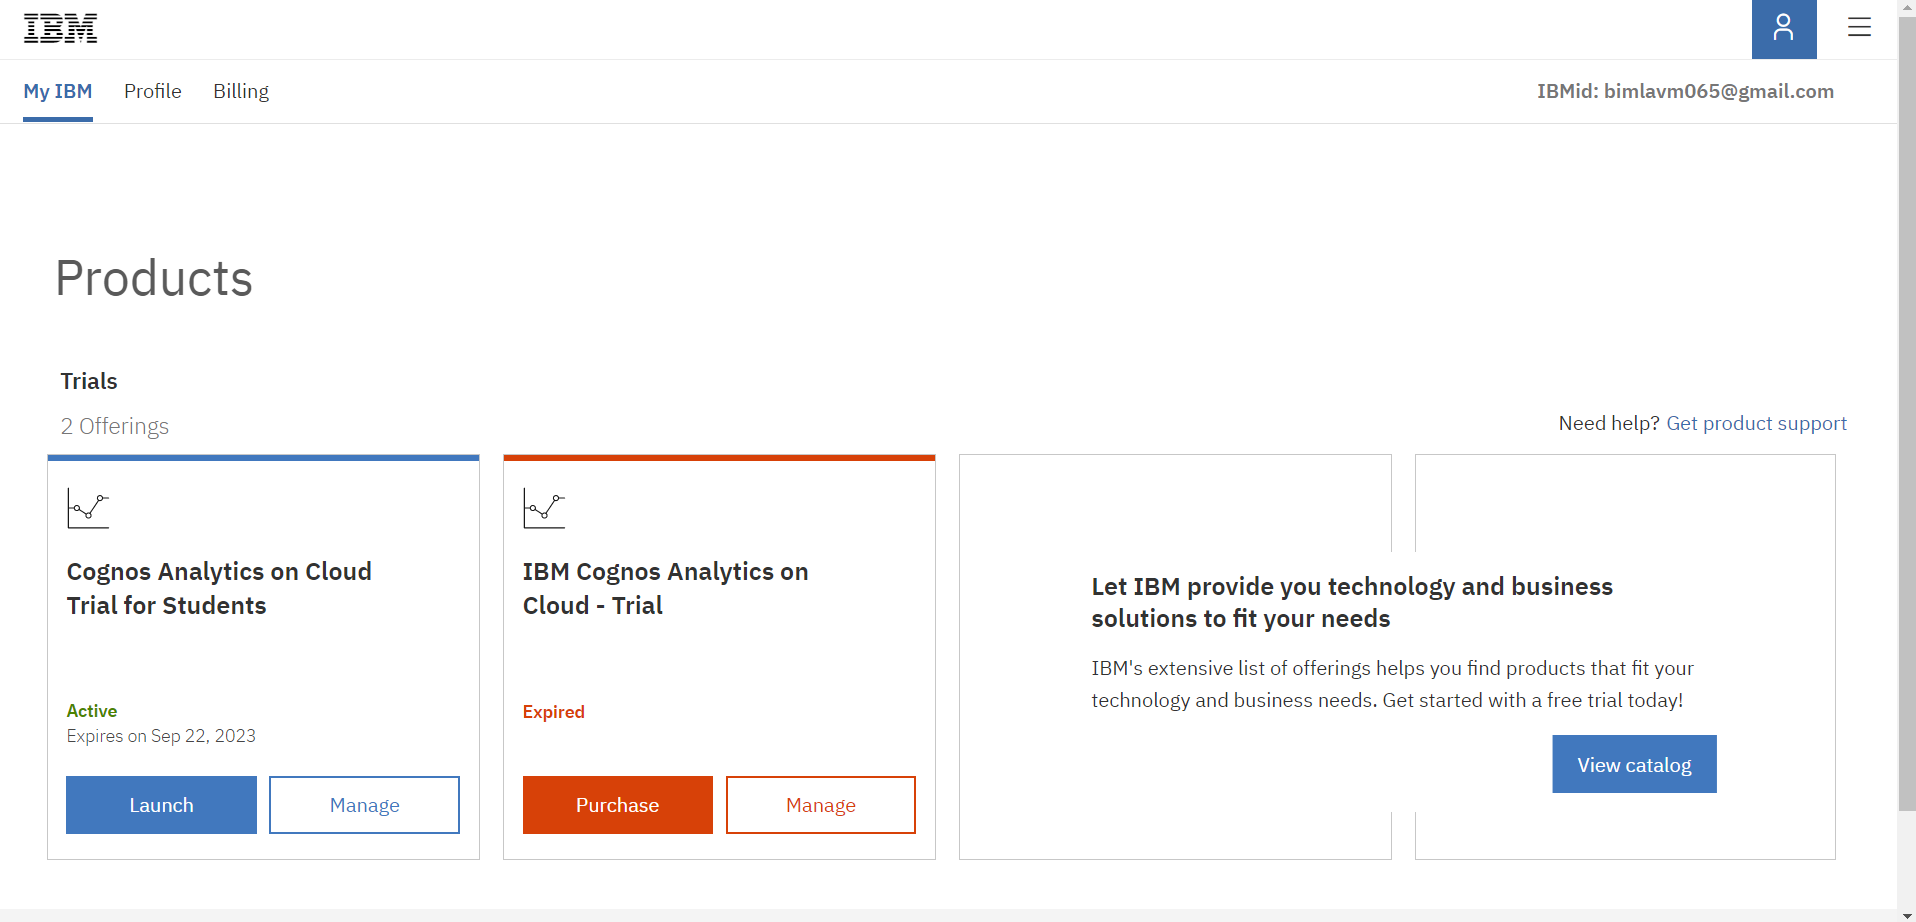 IBM
My IBM Profile Billing IBMid: bimlavm065@gmail.com
Products
Trials
2 Offerings
Need help? Get product support
Cognos Analytics on Cloud
Trial for Students
Active
Expires on Sep 22, 2023
Launch Manage
IBM Cognos Analytics on
Cloud - Trial
Expired
Purchase Manage
Let IBM provide you technology and business
solutions to fit your needs
IBM's extensive list of offerings helps you find products that fit your
technology and business needs. Get started with a free trial today!
View catalog